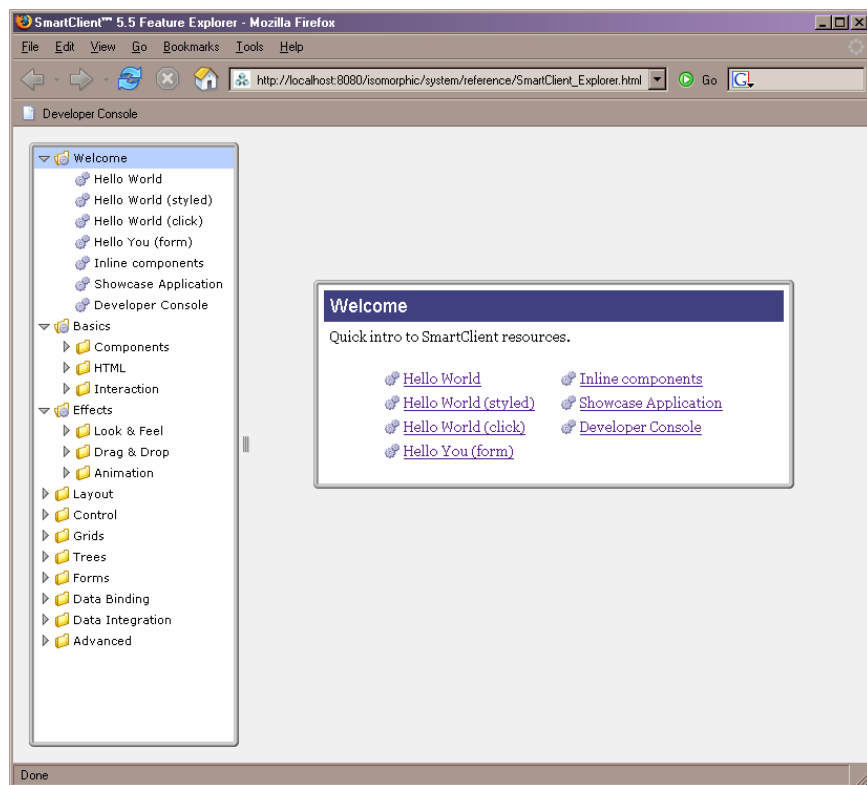 SmartClient™ 5.5 Feature Explorer - Mozilla Firefox
File Edit View Go Bookmarks Tools Help
http://localhost:8080/isomorphic/system/reference/SmartClient_Explorer.html Go G
Developer Console
Welcome
Hello World
Hello World (styled)
Hello World (click)
Hello You (form)
Inline components
Showcase Application
Developer Console
Basics
Components
HTML
Interaction
Effects
Look & Feel
Drag & Drop
Animation
Layout
Control
Grids
Trees
Forms
Data Binding
Data Integration
Advanced
Welcome
Quick intro to SmartClient resources.
Hello World Inline components
Hello World (styled) Showcase Application
Hello World (click) Developer Console
Hello You (form)
Done